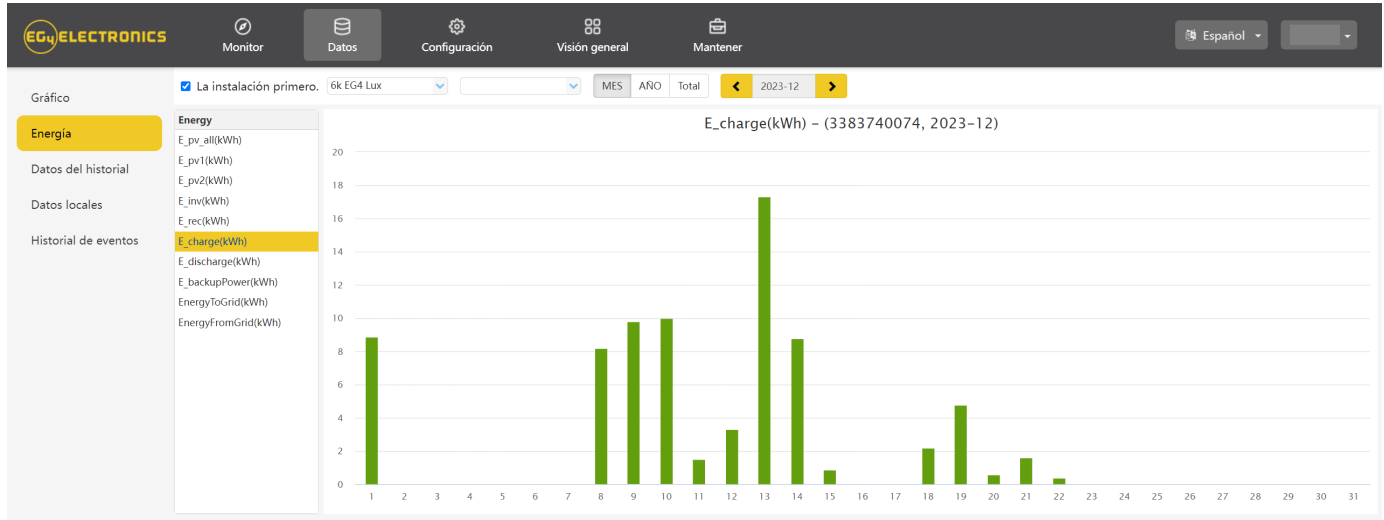 EG4 ELECTRONICS
Monitor
Datos
Configuración
Visión general
Mantener
Español
Gráfico
Energía
Datos del historial
Datos locales
Historial de eventos
La instalación primero.
6k EG4 Lux
MES AÑO Total
2023-12
Energy
E_pv_all(kWh)
E_pv1(kWh)
E_pv2(kWh)
E_inv(kWh)
E_rec(kWh)
E_charge(kWh)
E_discharge(kWh)
E_backupPower(kWh)
EnergyToGrid(kWh)
EnergyFromGrid(kWh)
E_charge(kWh) - (3383740074, 2023-12)
20
18
16
14
12
10
8
6
4
2
0
1 2 3 4 5 6 7 8 9 10 11 12 13 14 15 16 17 18 19 20 21 22 23 24 25 26 27 28 29 30 31